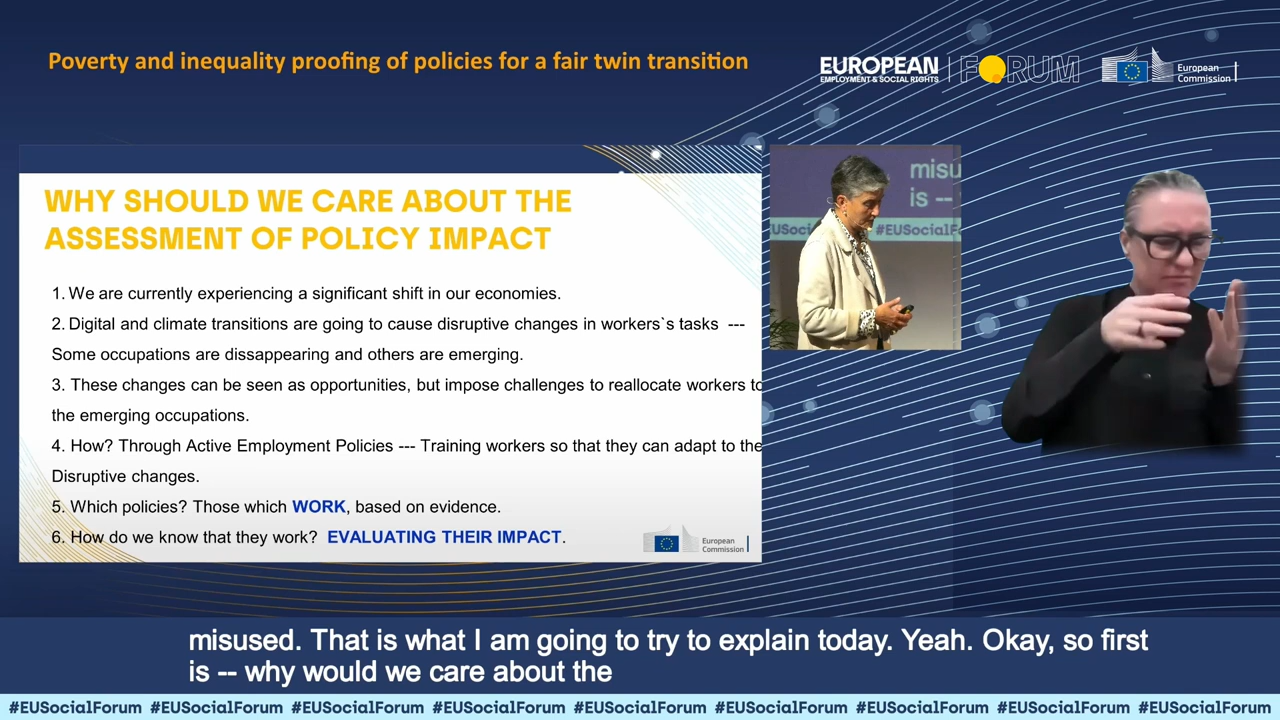 Poverty and inequality proofing of policies for a fair twin transition
EUROPEAN
EMPLOYMENT & SOCIAL RIGHTS
FORUM
European
Commission
WHY SHOULD WE CARE ABOUT THE
ASSESSMENT OF POLICY IMPACT
1. We are currently experiencing a significant shift in our economies.
2. Digital and climate transitions are going to cause disruptive changes in workers`s tasks ---
Some occupations are dissappearing and others are emerging.
3. These changes can be seen as opportunities, but impose challenges to reallocate workers to
the emerging occupations.
4. How? Through Active Employment Policies --- Training workers so that they can adapt to the
Disruptive changes.
5. Which policies? Those which WORK, based on evidence.
6. How do we know that they work? EVALUATING THEIR IMPACT.
European
Commission
misu
is --
USoci
#EUSocialFo
misused. That is what I am going to try to explain today. Yeah. Okay, so first
is -- why would we care about the
#EUSocialForum #EUSocialForum #EUSocialForum #EUSocialForum #EUSocialForum #EUSocialForum #EUSocialForum #EUSocialForum #EUSocialForum